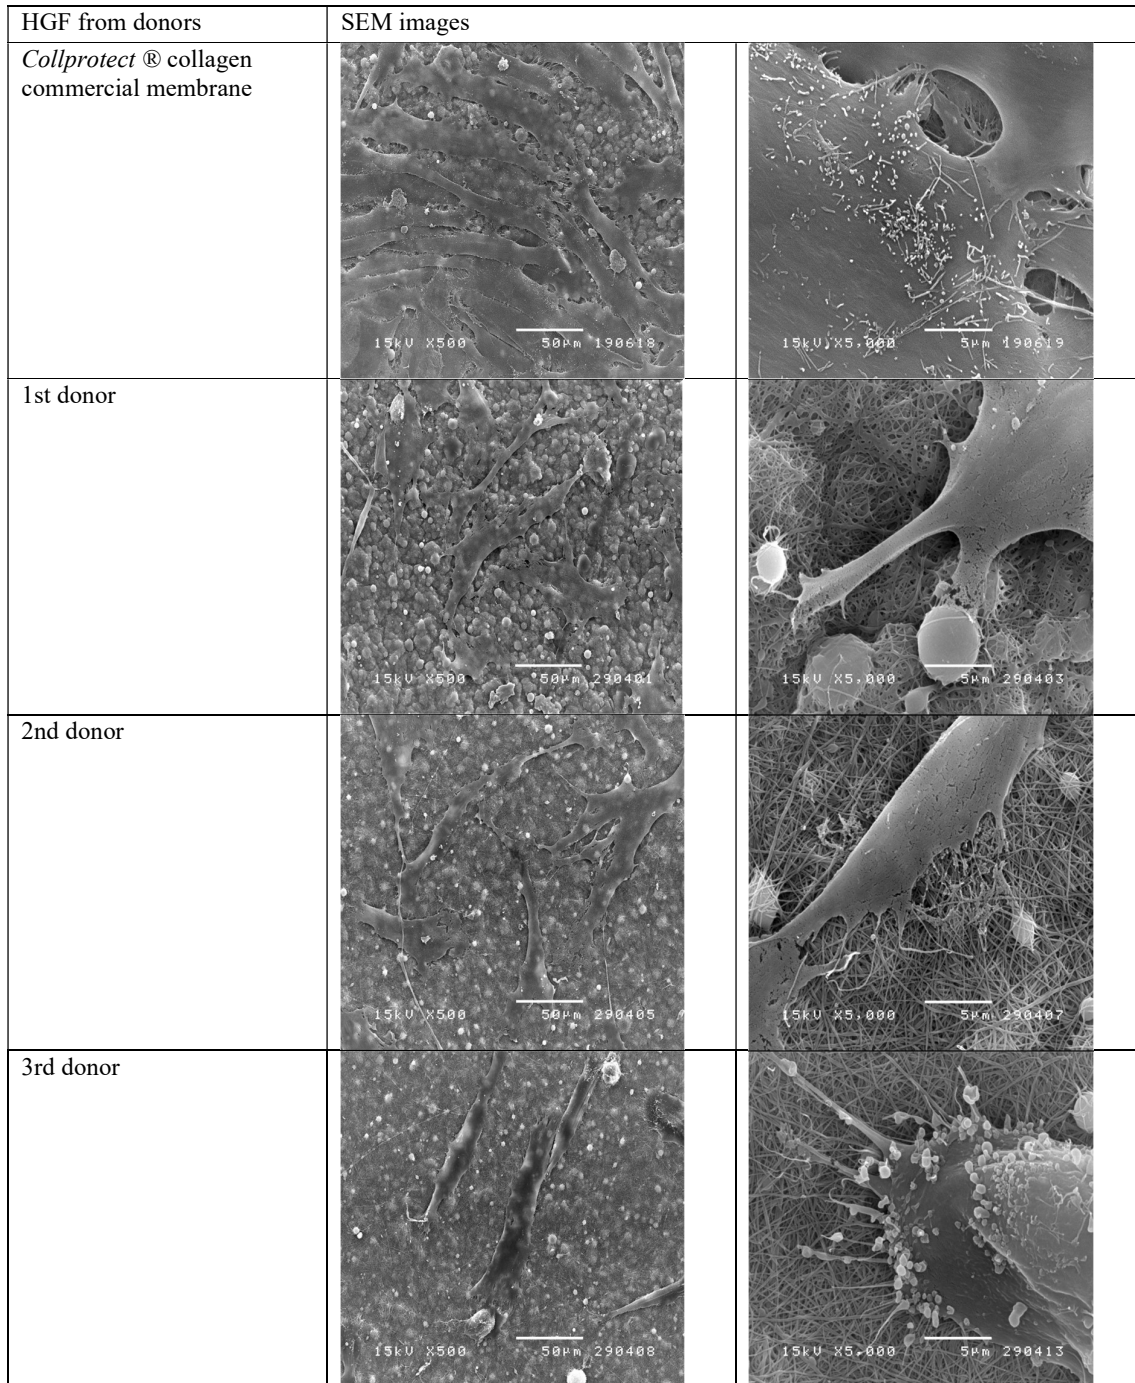 HGF from donors
SEM images
Collprotect ® collagen
commercial membrane
15kV X500 50µm 190618
15kV X5,000 5µm 190619
1st donor
15kV X500 50µm 290401
15kV X5,000 5µm 290403
2nd donor
15kV X500 50µm 290405
15kV X5,000 5µm 290407
3rd donor
15kV X500 50µm 290408
15kV X5,000 5µm 290413